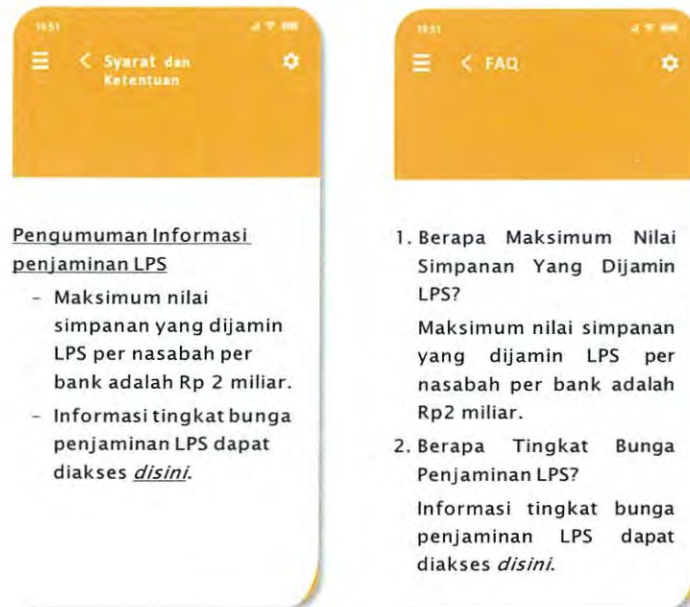 19.51
Syarat dan
Ketentuan
Pengumuman Informasi
penjaminan LPS
- Maksimum nilai
simpanan yang dijamin
LPS per nasabah per
bank adalah Rp 2 miliar.
- Informasi tingkat bunga
penjaminan LPS dapat
diakses disini.
19.51
FAQ
1. Berapa Maksimum Nilai
Simpanan Yang Dijamin
LPS?
Maksimum nilai simpanan
yang dijamin LPS per
nasabah per bank adalah
Rp2 miliar.
2. Berapa Tingkat Bunga
Penjaminan LPS?
Informasi tingkat bunga
penjaminan LPS dapat
diakses disini.